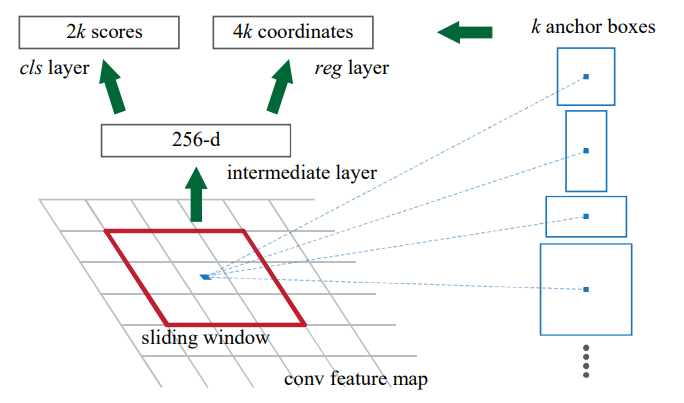 2k scores
4k coordinates
k anchor boxes
cls layer
reg layer
256-d
intermediate layer
sliding window
conv feature map